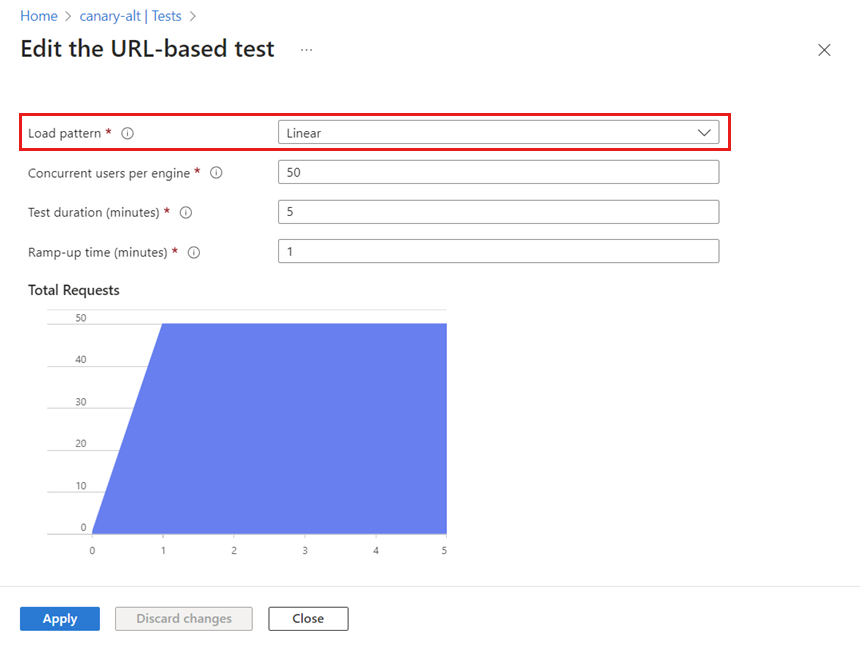 Home > canary-alt | Tests >
Edit the URL-based test ...
Load pattern *
Linear
Concurrent users per engine *
50
Test duration (minutes) *
5
Ramp-up time (minutes) *
1
Total Requests
50
40
30
20
10
0
0 1 2 3 4 5
Apply Discard changes Close